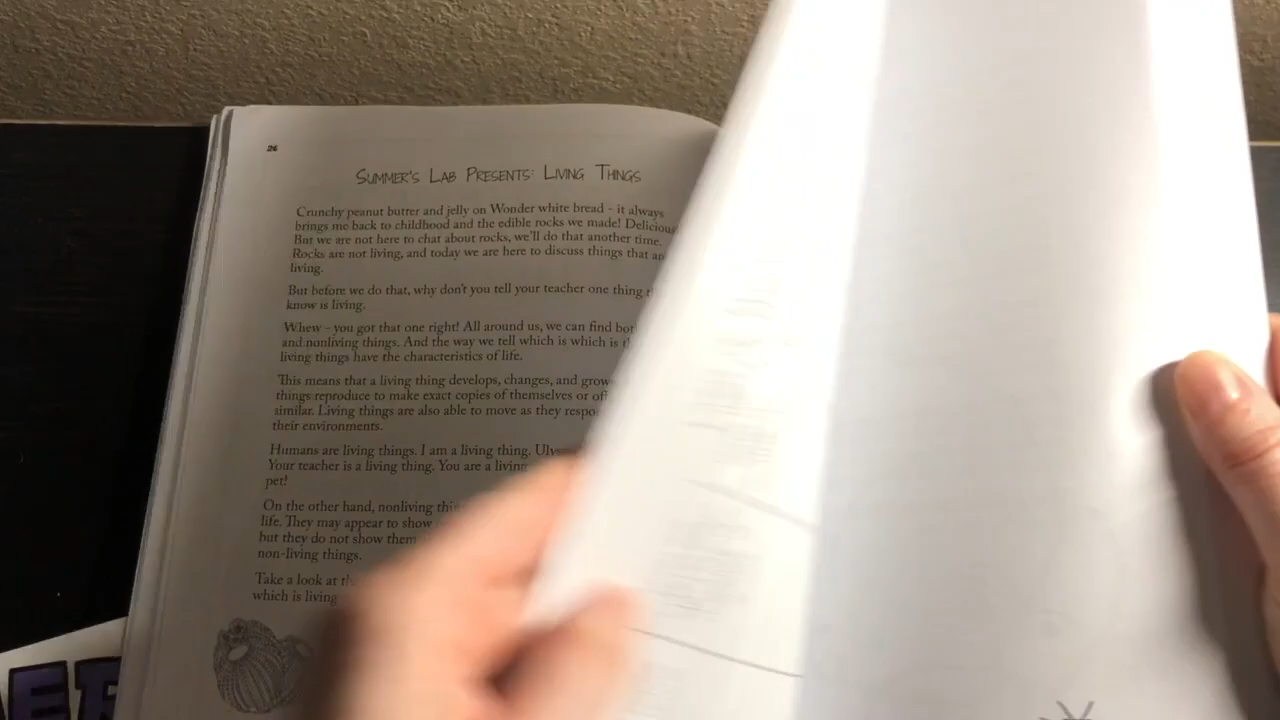 26
Summer's Lab Presents: Living Things
Crunchy peanut butter and jelly on Wonder white bread - it always
brings me back to childhood and the edible rocks we made! Delicious
But we are not here to chat about rocks, we'll do that another time.
Rocks are not living, and today we are here to discuss things that
living.
But before we do that, why don't you tell your teacher one thing
know is living.
Whew - you got that one right! All around us, we can find
and nonliving things. And the way we tell which is which is
living things have the characteristics of life.
This means that a living thing develops, changes, and
things reproduce to make exact copies of themselves or
similar. Living things are also able to move as they
their environments.
Humans are living things. I am a living thing.
Your teacher is a living thing. You are a living
pet!
On the other hand, nonliving
life. They may appear to show
but they do not show them
non-living things.
Take a look at
which is living